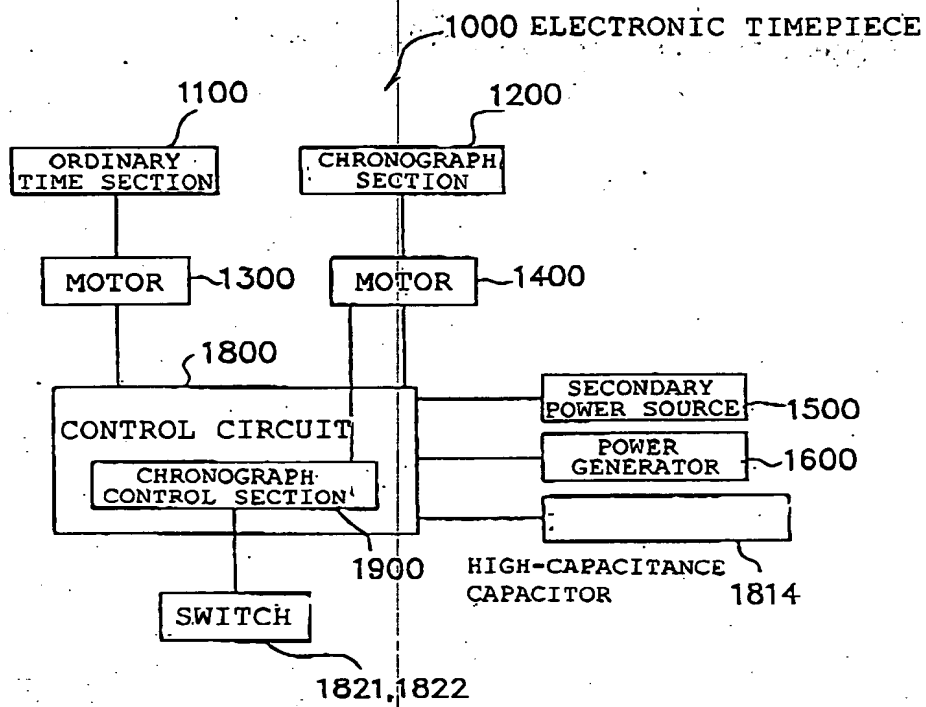 1000 ELECTRONIC TIMEPIECE
1100
1200
ORDINARY
TIME SECTION
CHRONOGRAPH
SECTION
MOTOR
1300
MOTOR
1400
1800
CONTROL CIRCUIT
SECONDARY
POWER SOURCE
1500
POWER
GENERATOR
1600
CHRONOGRAPH
CONTROL SECTION
1900
HIGH-CAPACITANCE
CAPACITOR
1814
SWITCH
1821,1822